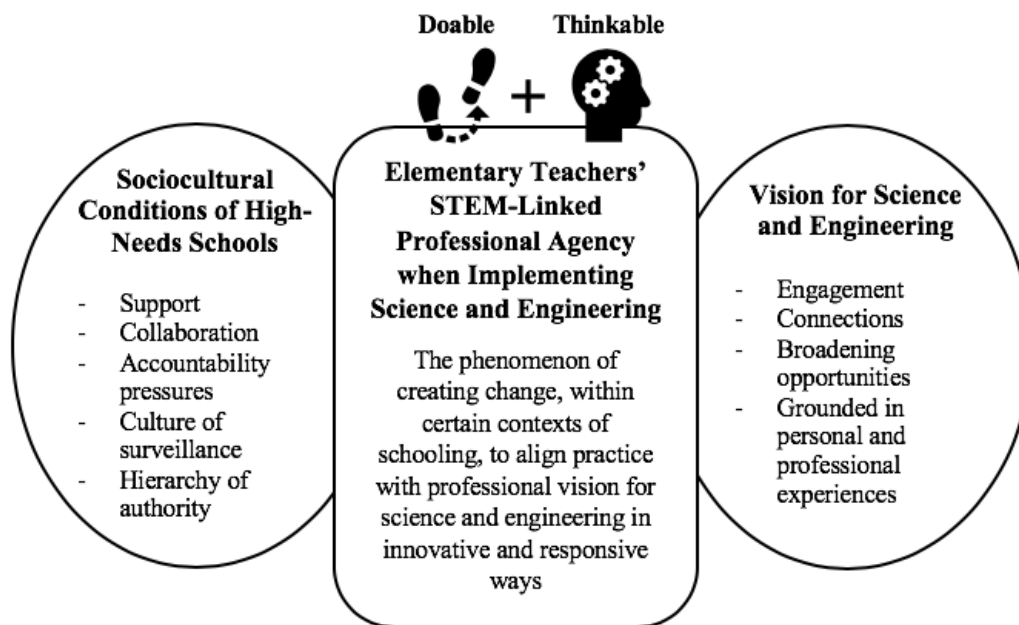 Doable
Thinkable
+
Sociocultural
Conditions of High-
Needs Schools
- Support
- Collaboration
- Accountability
pressures
- Culture of
surveillance
- Hierarchy of
authority
Elementary Teachers’
STEM-Linked
Professional Agency
when Implementing
Science and Engineering
The phenomenon of
creating change, within
certain contexts of
schooling, to align practice
with professional vision for
science and engineering in
innovative and responsive
ways
Vision for Science
and Engineering
- Engagement
- Connections
- Broadening
opportunities
- Grounded in
personal and
professional
experiences